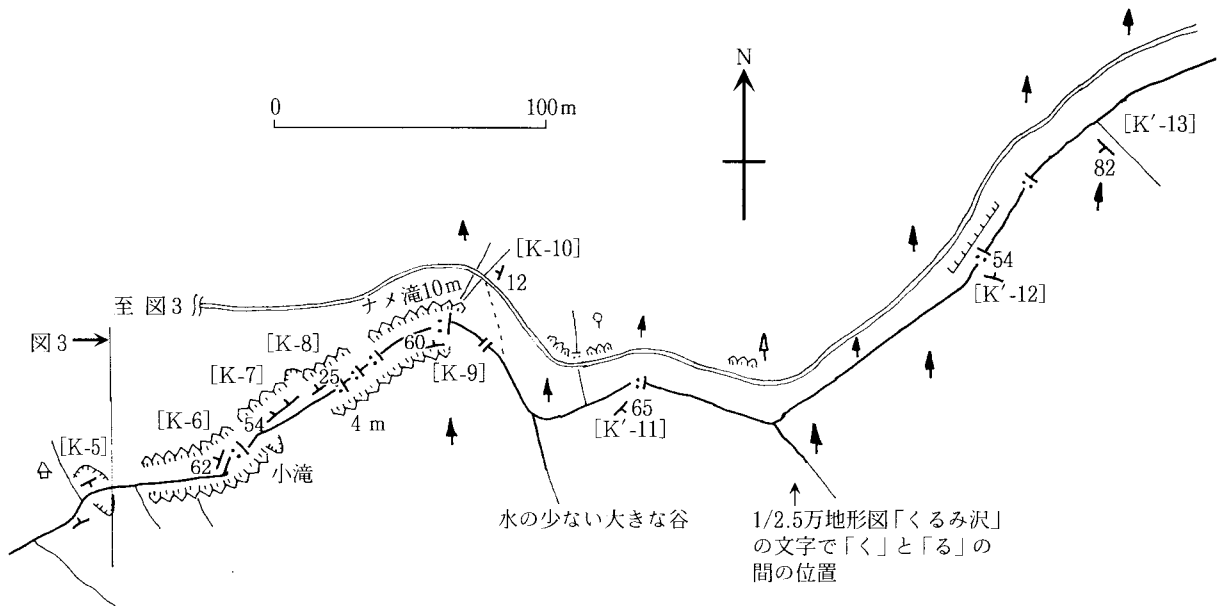 0
100m
N
[K′-13]
82
[K-10]
12
54
[K′-12]
至 図3
ナメ滝10m
図3
[K-8]
60
[K-9]
[K-7]
25
65
[K′-11]
[K-6]
54
4 m
[K-5]
62
小滝
水の少ない大きな谷
1/2.5万地形図「くるみ沢」
の文字で「く」と「る」の
間の位置